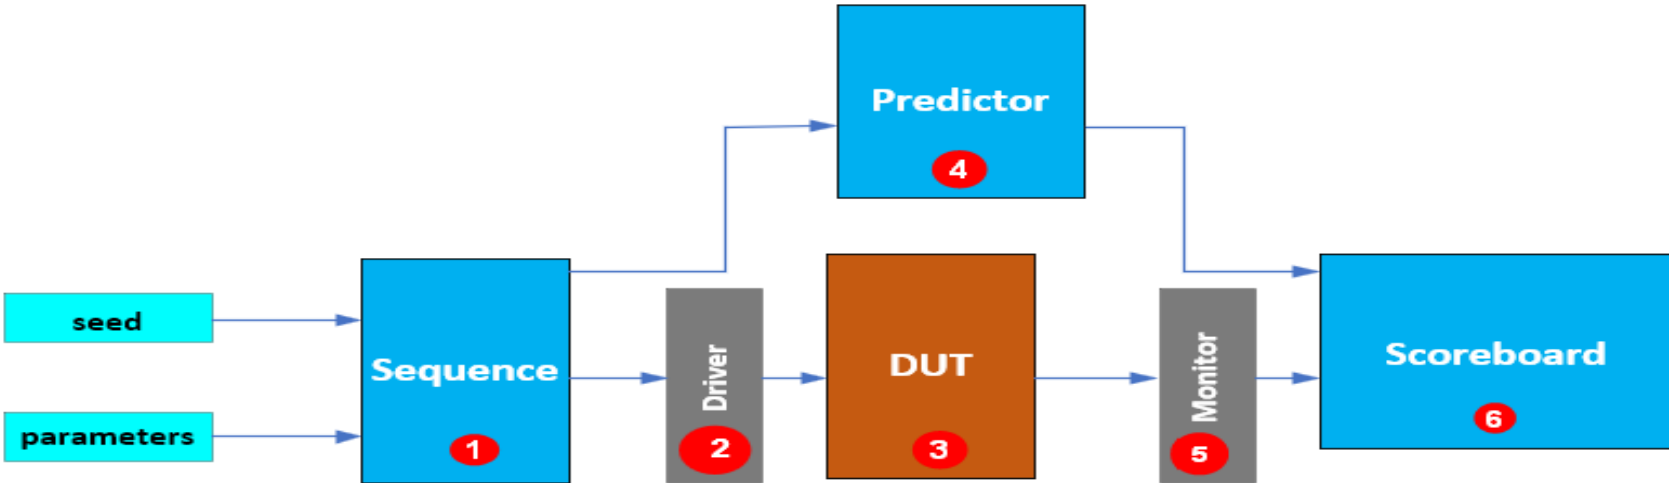 Predictor
4
seed
parameters
Sequence
1
Driver
2
DUT
3
Monitor
5
Scoreboard
6